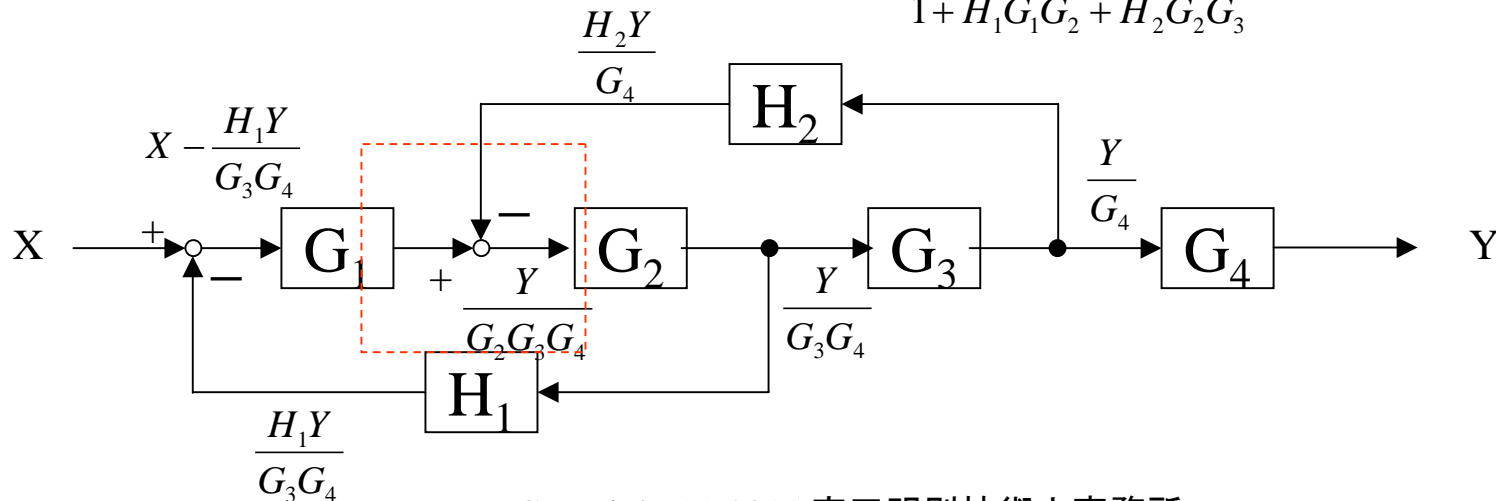 1 + H₁G₁G₂ + H₂G₂G₃
H₂Y / G₄
H₂
X − H₁Y / G₃G₄
Y / G₄
X
+
−
G₁
+
−
Y / G₂G₃G₄
G₂
Y / G₃G₄
G₃
G₄
Y
H₁
H₁Y / G₃G₄